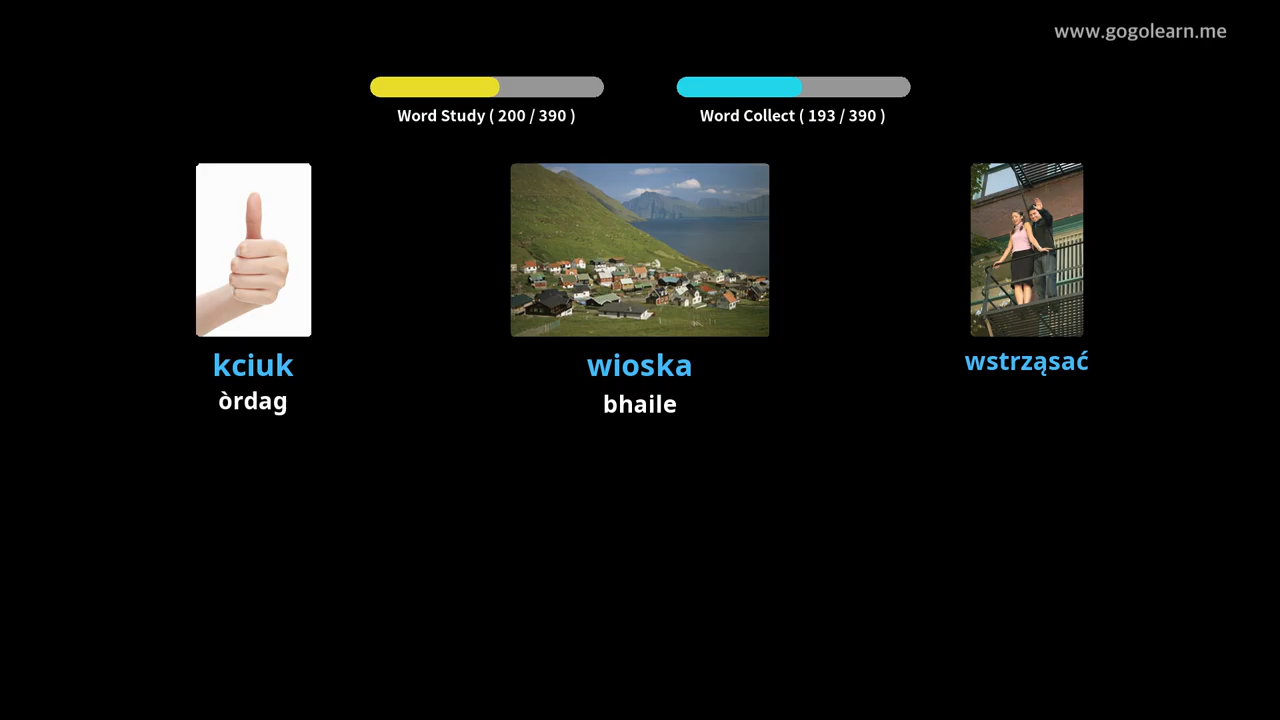 www.gogolearn.me
Word Study ( 200 / 390 )
Word Collect ( 193 / 390 )
kciuk
òrdag
wioska
bhaile
wstrząsać